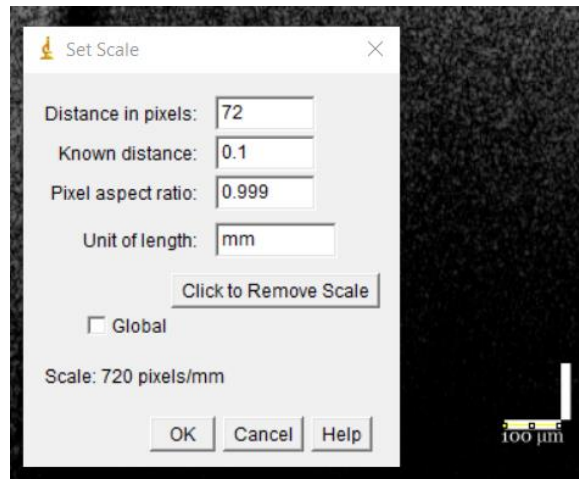 Set Scale
Distance in pixels: 72
Known distance: 0.1
Pixel aspect ratio: 0.999
Unit of length: mm
Click to Remove Scale
Global
Scale: 720 pixels/mm
OK Cancel Help
100 μm